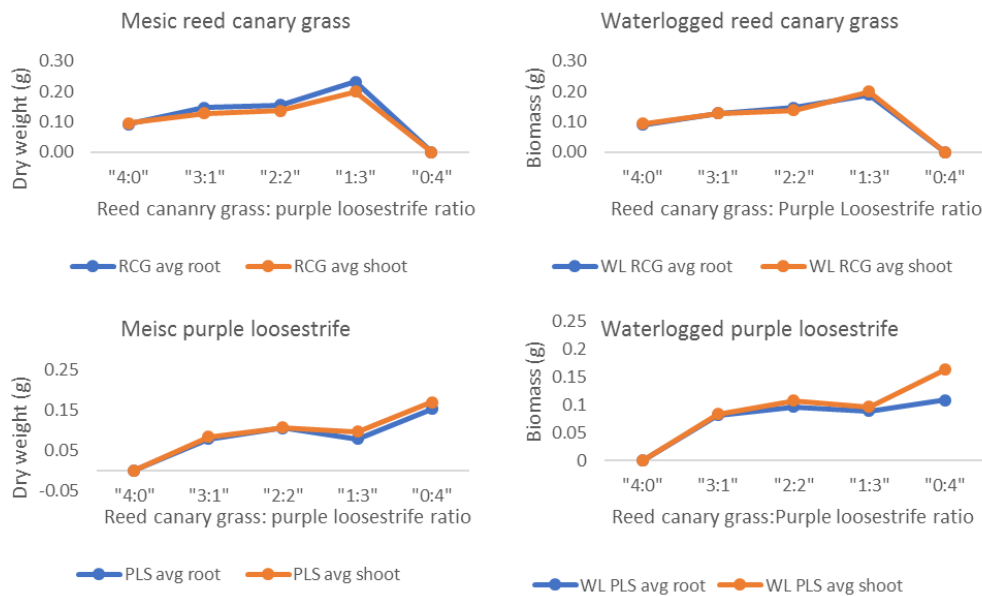 Mesic reed canary grass
Dry weight (g)
0.30
0.20
0.10
0.00
"4:0" "3:1" "2:2" "1:3" "0:4"
Reed cananry grass: purple loosestrife ratio
RCG avg root RCG avg shoot
Waterlogged reed canary grass
Biomass (g)
0.30
0.20
0.10
0.00
"4:0" "3:1" "2:2" "1:3" "0:4"
Reed canary grass: Purple Loosestrife ratio
WL RCG avg root WL RCG avg shoot
Meisc purple loosestrife
Dry weight (g)
0.25
0.15
0.05
-0.05
"4:0" "3:1" "2:2" "1:3" "0:4"
Reed canary grass: purple loosestrife ratio
PLS avg root PLS avg shoot
Waterlogged purple loosestrife
Biomass (g)
0.25
0.2
0.15
0.1
0.05
0
"4:0" "3:1" "2:2" "1:3" "0:4"
Reed canary grass:Purple loosestrife ratio
WL PLS avg root WL PLS avg shoot